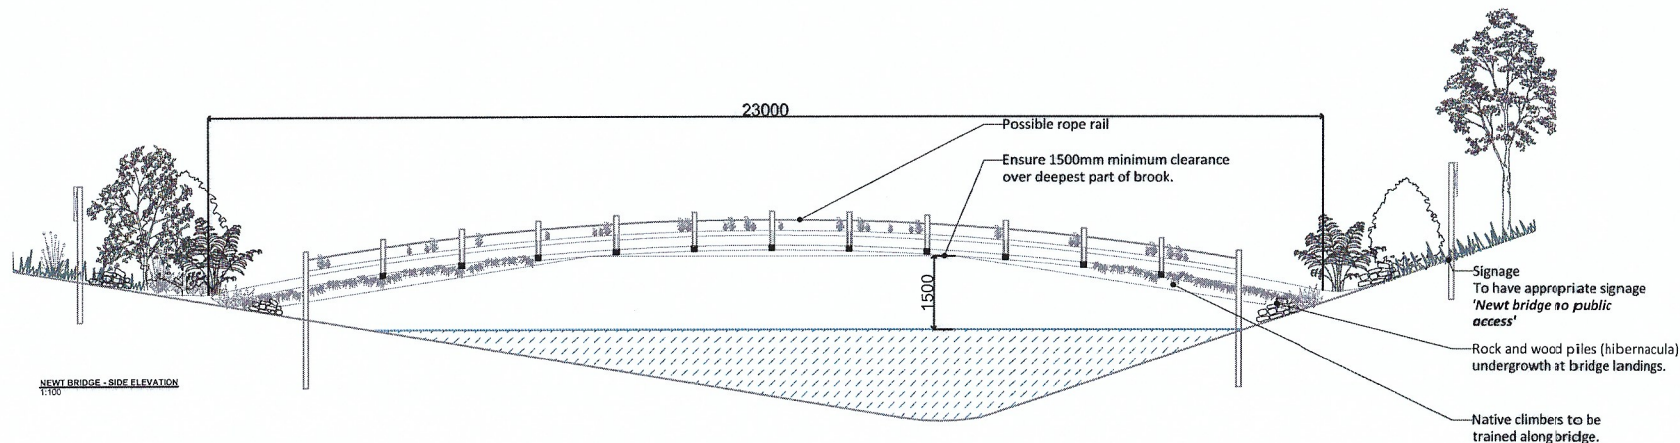 23000
Possible rope rail
Ensure 1500mm minimum clearance
over deepest part of brook.
1500
Signage
To have appropriate signage
'Newt bridge no public
access'
Rock and wood piles (hibernacula)
undergrowth at bridge landings.
Native climbers to be
trained along bridge.
NEWT BRIDGE - SIDE ELEVATION
1:100